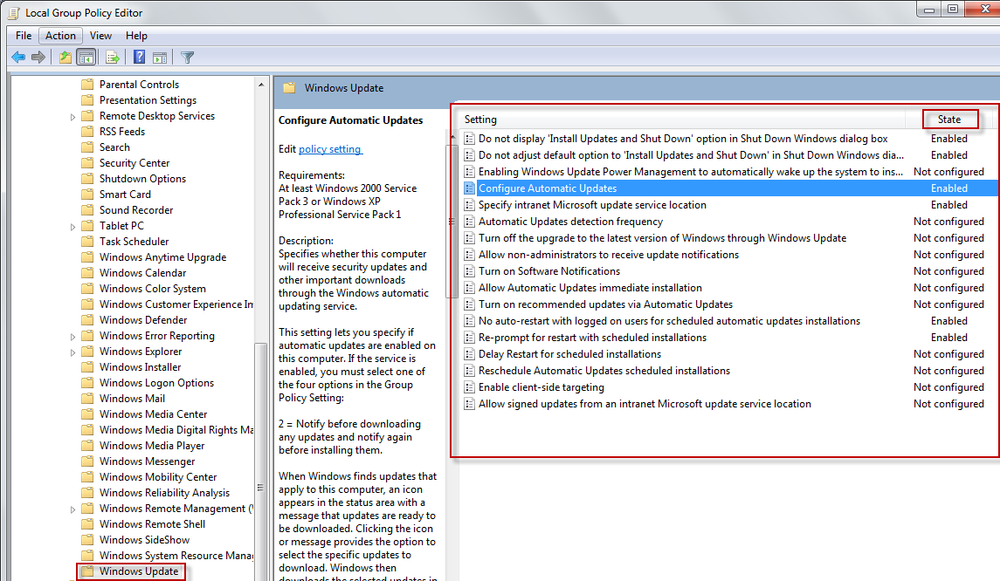 Local Group Policy Editor
File Action View Help
Parental Controls
Presentation Settings
Remote Desktop Services
RSS Feeds
Search
Security Center
Shutdown Options
Smart Card
Sound Recorder
Tablet PC
Task Scheduler
Windows Anytime Upgrade
Windows Calendar
Windows Color System
Windows Customer Experience Im
Windows Defender
Windows Error Reporting
Windows Explorer
Windows Installer
Windows Logon Options
Windows Mail
Windows Media Center
Windows Media Digital Rights Ma
Windows Media Player
Windows Messenger
Windows Mobility Center
Windows Reliability Analysis
Windows Remote Management (W
Windows Remote Shell
Windows SideShow
Windows System Resource Manag
Windows Update
Windows Update
Configure Automatic Updates
Edit policy setting
Requirements:
At least Windows 2000 Service
Pack 3 or Windows XP
Professional Service Pack 1
Description:
Specifies whether this computer
will receive security updates and
other important downloads
through the Windows automatic
updating service.
This setting lets you specify if
automatic updates are enabled on
this computer. If the service is
enabled, you must select one of
the four options in the Group
Policy Setting:
2 = Notify before downloading
any updates and notify again
before installing them.
When Windows finds updates that
apply to this computer, an icon
appears in the status area with a
message that updates are ready to
be downloaded. Clicking the icon
or message provides the option to
select the specific updates to
download. Windows then
downloads the selected updates in
Setting State
Do not display 'Install Updates and Shut Down' option in Shut Down Windows dialog box Enabled
Do not adjust default option to 'Install Updates and Shut Down' in Shut Down Windows dia... Enabled
Enabling Windows Update Power Management to automatically wake up the system to ins... Not configured
Configure Automatic Updates Enabled
Specify intranet Microsoft update service location Enabled
Automatic Updates detection frequency Not configured
Turn off the upgrade to the latest version of Windows through Windows Update Not configured
Allow non-administrators to receive update notifications Not configured
Turn on Software Notifications Not configured
Allow Automatic Updates immediate installation Not configured
Turn on recommended updates via Automatic Updates Not configured
No auto-restart with logged on users for scheduled automatic updates installations Enabled
Re-prompt for restart with scheduled installations Enabled
Delay Restart for scheduled installations Not configured
Reschedule Automatic Updates scheduled installations Not configured
Enable client-side targeting Not configured
Allow signed updates from an intranet Microsoft update service location Not configured